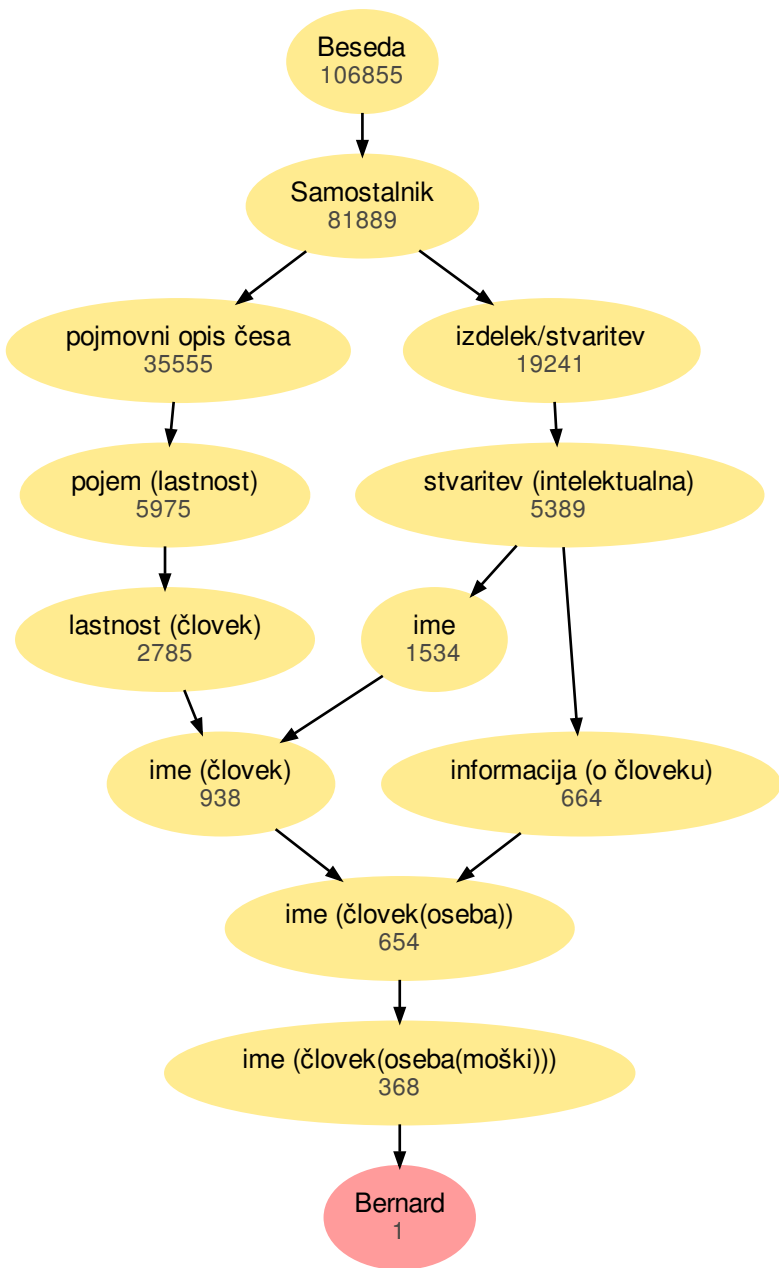 Beseda
106855
Samostalnik
81889
pojmovni opis česa
35555
izdelek/stvaritev
19241
pojem (lastnost)
5975
stvaritev (intelektualna)
5389
lastnost (človek)
2785
ime
1534
ime (človek)
938
informacija (o človeku)
664
ime (človek(oseba))
654
ime (človek(oseba(moški)))
368
Bernard
1